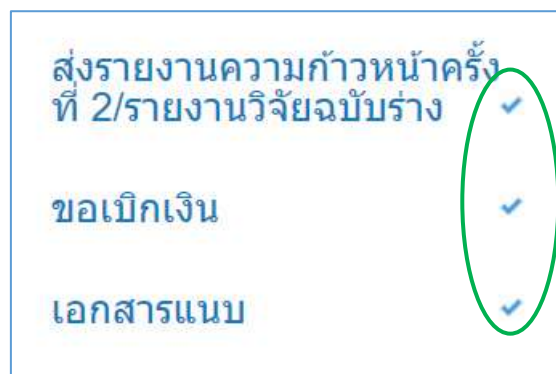 ส่งรายงานความก้าวหน้าครั้ง
ที่ 2/รายงานวิจัยฉบับร่าง
ขอเบิกเงิน
เอกสารแนบ